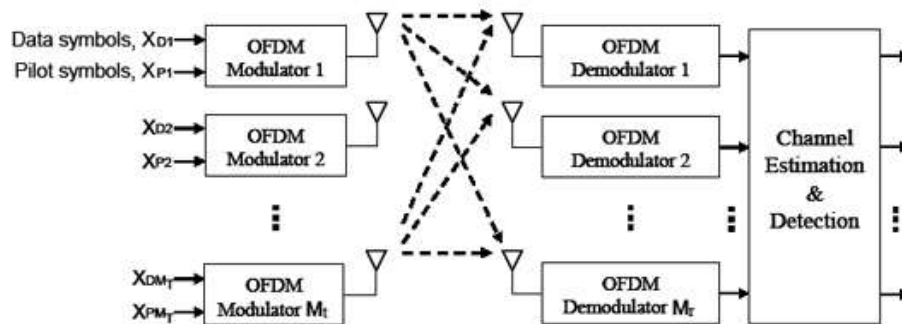 Data symbols, XD1
Pilot symbols, XP1
OFDM
Modulator 1
OFDM
Demodulator 1
XD2
XP2
OFDM
Modulator 2
OFDM
Demodulator 2
Channel
Estimation
&
Detection
XDMT
XPMT
OFDM
Modulator Mt
OFDM
Demodulator Mr